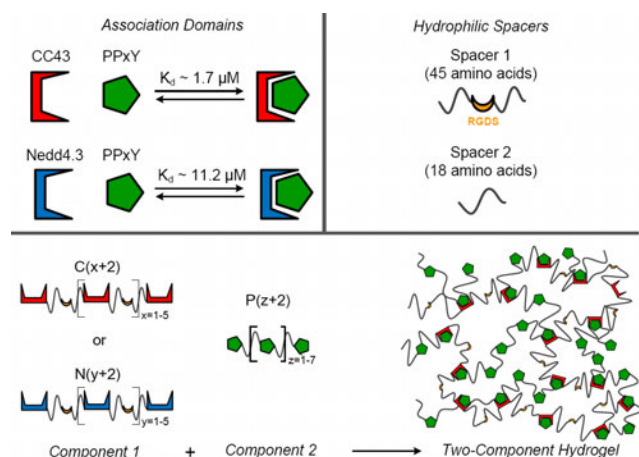 Association Domains
CC43 PPxY
K_d ~ 1.7 µM
Nedd4.3 PPxY
K_d ~ 11.2 µM
Hydrophilic Spacers
Spacer 1
(45 amino acids)
RGDS
Spacer 2
(18 amino acids)
C(x+2)
x=1-5
or
N(y+2)
y=1-5
P(z+2)
z=1-7
Component 1 + Component 2 Two-Component Hydrogel